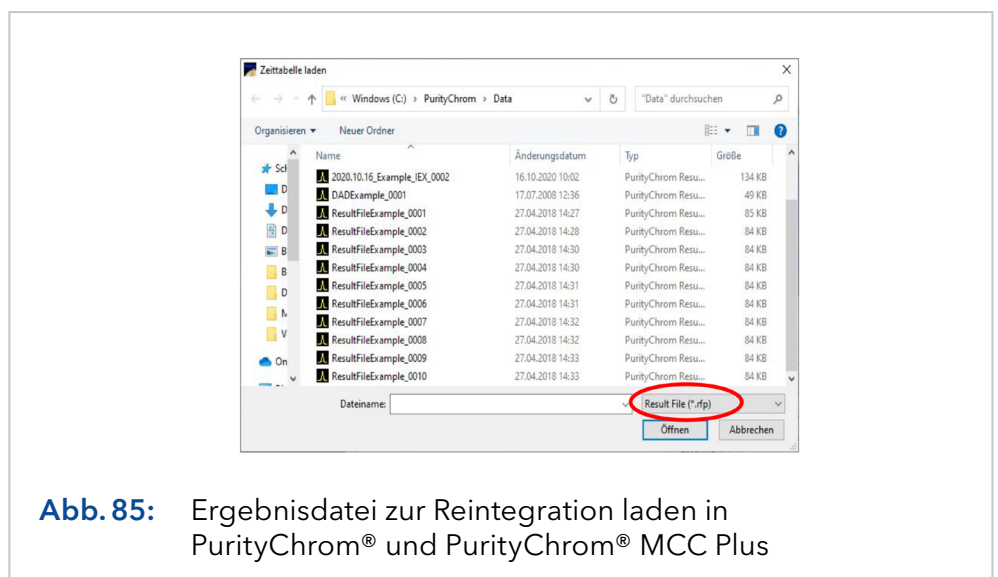 Zeittabelle laden
« Windows (C:) › PurityChrom › Data
"Data" durchsuchen
Organisieren Neuer Ordner
Name Änderungsdatum Typ Größe
2020.10.16_Example_IEX_0002 16.10.2020 10:02 PurityChrom Resu... 134 KB
DADExample_0001 17.07.2008 12:36 PurityChrom Resu... 49 KB
ResultFileExample_0001 27.04.2018 14:27 PurityChrom Resu... 85 KB
ResultFileExample_0002 27.04.2018 14:28 PurityChrom Resu... 84 KB
ResultFileExample_0003 27.04.2018 14:30 PurityChrom Resu... 84 KB
ResultFileExample_0004 27.04.2018 14:30 PurityChrom Resu... 84 KB
ResultFileExample_0005 27.04.2018 14:31 PurityChrom Resu... 84 KB
ResultFileExample_0006 27.04.2018 14:31 PurityChrom Resu... 84 KB
ResultFileExample_0007 27.04.2018 14:32 PurityChrom Resu... 84 KB
ResultFileExample_0008 27.04.2018 14:32 PurityChrom Resu... 84 KB
On ResultFileExample_0009 27.04.2018 14:33 PurityChrom Resu... 84 KB
ResultFileExample_0010 27.04.2018 14:33 PurityChrom Resu... 84 KB
Dateiname: Result File (*.rfp)
Öffnen Abbrechen
Abb. 85: Ergebnisdatei zur Reintegration laden in
PurityChrom® und PurityChrom® MCC Plus